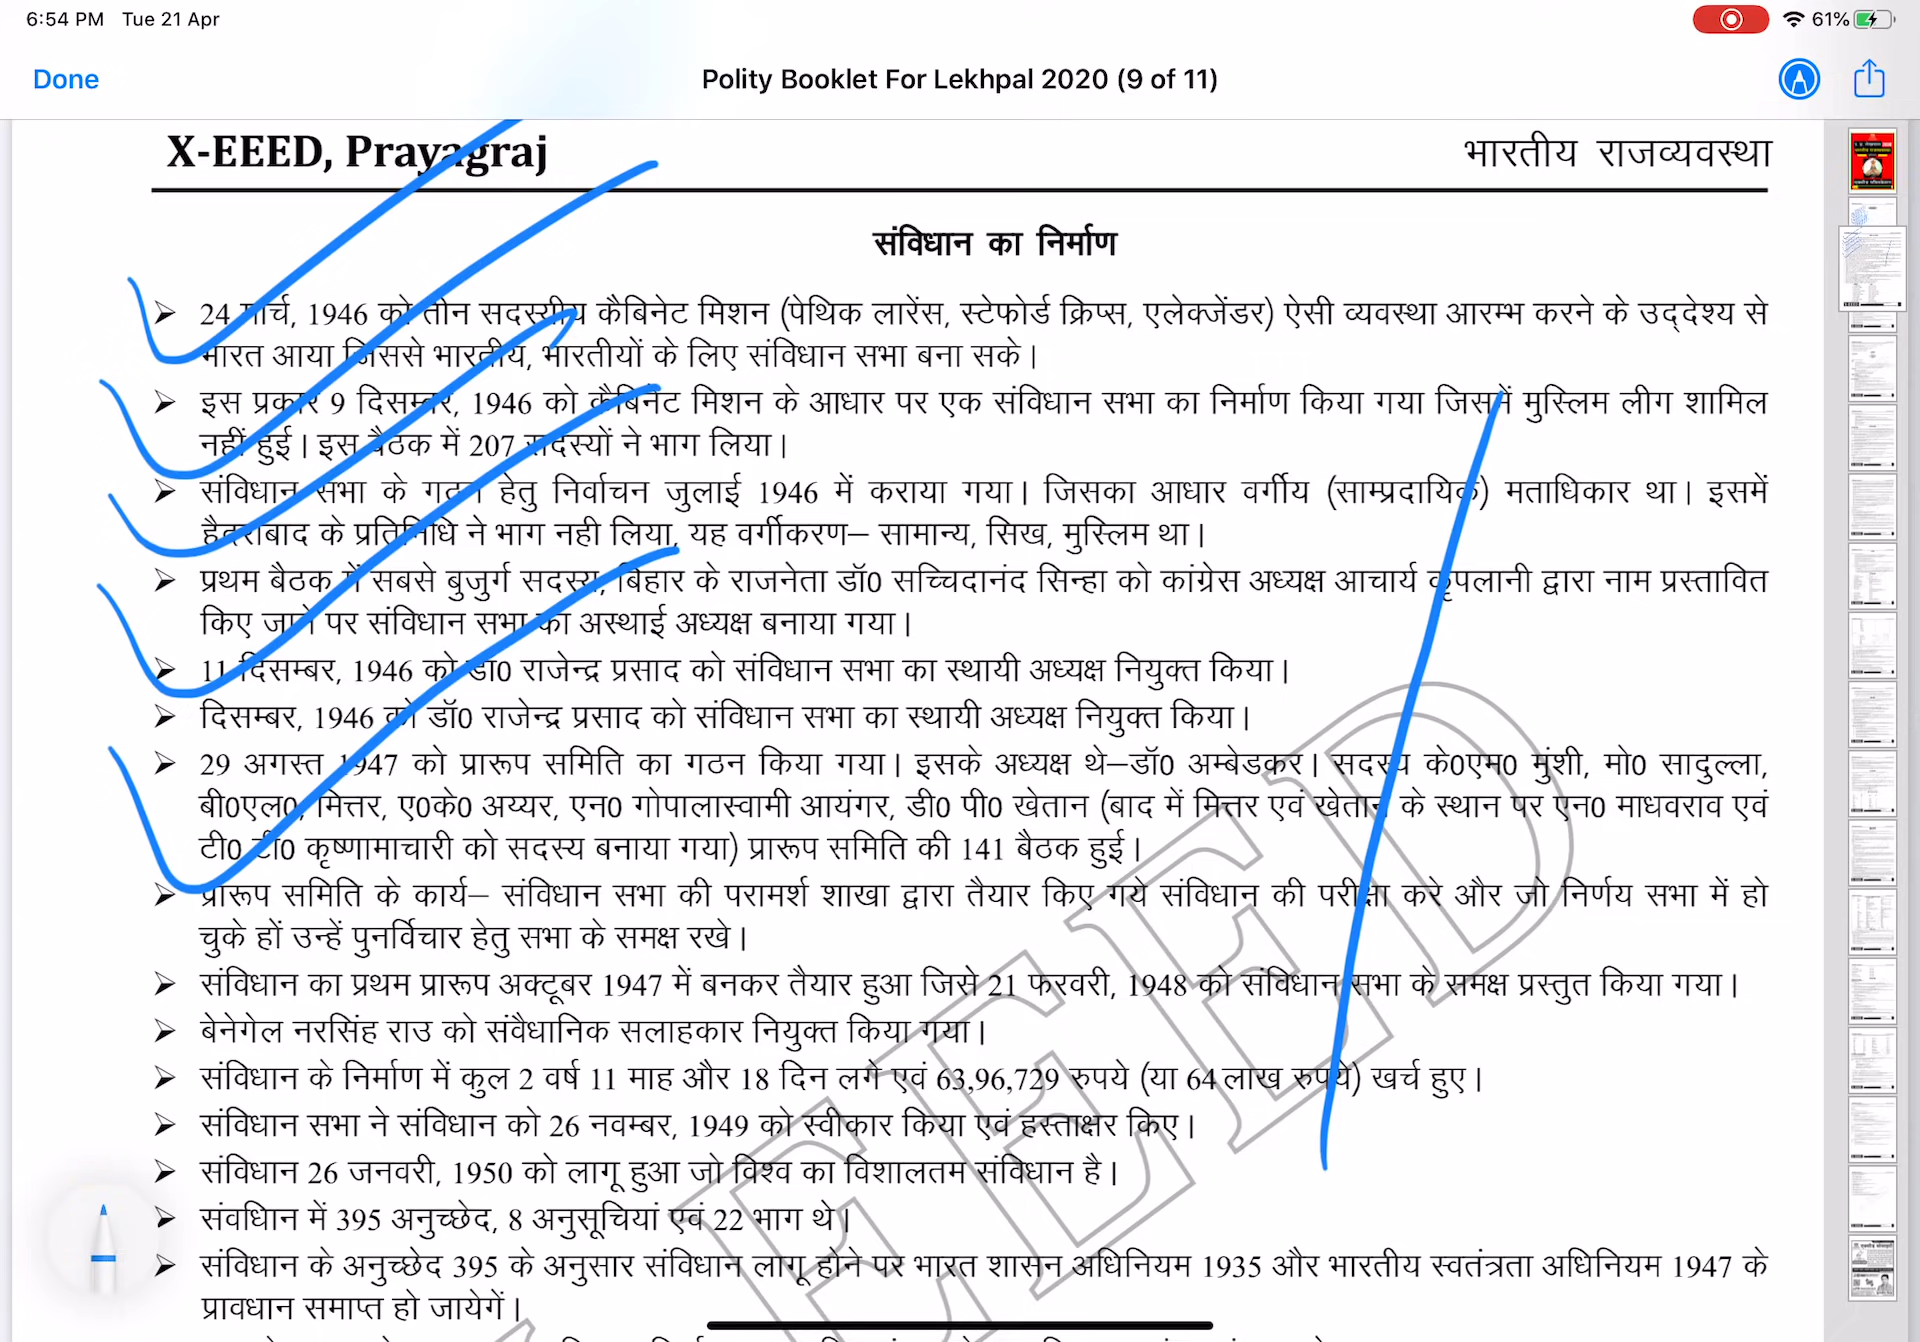 6:54 PM Tue 21 Apr
61%
Done
Polity Booklet For Lekhpal 2020 (9 of 11)
X-EEED, Prayagraj
भारतीय राजव्यवस्था
संविधान का निर्माण
24 मार्च, 1946 को तीन सदस्यीय कैबिनेट मिशन (पेथिक लारेंस, स्टेफोर्ड क्रिप्स, एलेक्जेंडर) ऐसी व्यवस्था आरम्भ करने के उद्देश्य से
भारत आया जिससे भारतीय, भारतीयों के लिए संविधान सभा बना सके।
इस प्रकार 9 दिसम्बर, 1946 को कैबिनेट मिशन के आधार पर एक संविधान सभा का निर्माण किया गया जिसमें मुस्लिम लीग शामिल
नहीं हुई। इस बैठक में 207 सदस्यों ने भाग लिया।
संविधान सभा के गठन हेतु निर्वाचन जुलाई 1946 में कराया गया। जिसका आधार वर्गीय (साम्प्रदायिक) मताधिकार था। इसमें
हैदराबाद के प्रतिनिधि ने भाग नही लिया, यह वर्गीकरण– सामान्य, सिख, मुस्लिम था।
प्रथम बैठक में सबसे बुजुर्ग सदस्य, बिहार के राजनेता डॉ0 सच्चिदानंद सिन्हा को कांग्रेस अध्यक्ष आचार्य कृपलानी द्वारा नाम प्रस्तावित
किए जाने पर संविधान सभा का अस्थाई अध्यक्ष बनाया गया।
11 दिसम्बर, 1946 को डॉ0 राजेन्द्र प्रसाद को संविधान सभा का स्थायी अध्यक्ष नियुक्त किया।
दिसम्बर, 1946 को डॉ0 राजेन्द्र प्रसाद को संविधान सभा का स्थायी अध्यक्ष नियुक्त किया।
29 अगस्त 1947 को प्रारूप समिति का गठन किया गया। इसके अध्यक्ष थे–डॉ0 अम्बेडकर। सदस्य के0एम0 मुंशी, मो0 सादुल्ला,
बी0एल0 मित्तर, ए0के0 अय्यर, एन0 गोपालास्वामी आयंगर, डी0 पी0 खेतान (बाद में मित्तर एवं खेतान के स्थान पर एन0 माधवराव एवं
टी0 टी0 कृष्णामाचारी को सदस्य बनाया गया) प्रारूप समिति की 141 बैठक हुई।
प्रारूप समिति के कार्य– संविधान सभा की परामर्श शाखा द्वारा तैयार किए गये संविधान की परीक्षा करे और जो निर्णय सभा में हो
चुके हों उन्हें पुनर्विचार हेतु सभा के समक्ष रखे।
संविधान का प्रथम प्रारूप अक्टूबर 1947 में बनकर तैयार हुआ जिसे 21 फरवरी, 1948 को संविधान सभा के समक्ष प्रस्तुत किया गया।
बेनेगेल नरसिंह राउ को संवैधानिक सलाहकार नियुक्त किया गया।
संविधान के निर्माण में कुल 2 वर्ष 11 माह और 18 दिन लगे एवं 63,96,729 रुपये (या 64 लाख रुपये) खर्च हुए।
संविधान सभा ने संविधान को 26 नवम्बर, 1949 को स्वीकार किया एवं हस्ताक्षर किए।
संविधान 26 जनवरी, 1950 को लागू हुआ जो विश्व का विशालतम संविधान है।
संवधिान में 395 अनुच्छेद, 8 अनुसूचियां एवं 22 भाग थे।
संविधान के अनुच्छेद 395 के अनुसार संविधान लागू होने पर भारत शासन अधिनियम 1935 और भारतीय स्वतंत्रता अधिनियम 1947 के
प्रावधान समाप्त हो जायेगें।
EEED